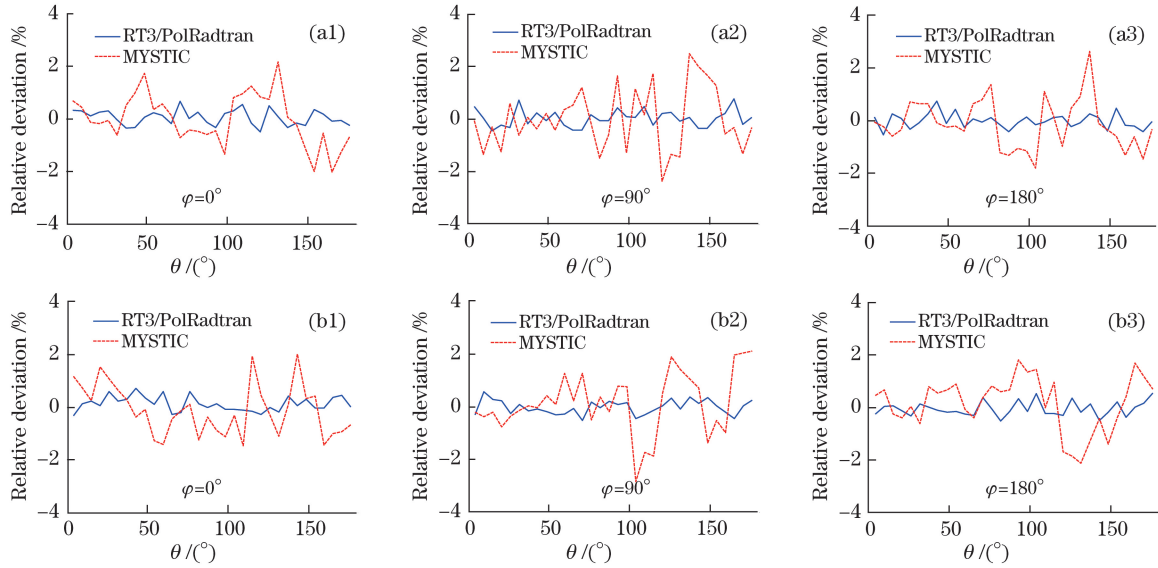 4
2
0
−2
−4
Relative deviation /%
RT3/PolRadtran
MYSTIC
(a1)
φ=0°
0
50
100
150
θ /(°)
4
2
0
−2
−4
Relative deviation /%
RT3/PolRadtran
MYSTIC
(a2)
φ=90°
0
50
100
150
θ /(°)
4
2
0
−2
−4
Relative deviation /%
RT3/PolRadtran
MYSTIC
(a3)
φ=180°
0
50
100
150
θ /(°)
4
2
0
−2
−4
Relative deviation /%
RT3/PolRadtran
MYSTIC
(b1)
φ=0°
0
50
100
150
θ /(°)
4
2
0
−2
−4
Relative deviation /%
RT3/PolRadtran
MYSTIC
(b2)
φ=90°
0
50
100
150
θ /(°)
4
2
0
−2
−4
Relative deviation /%
RT3/PolRadtran
MYSTIC
(b3)
φ=180°
0
50
100
150
θ /(°)